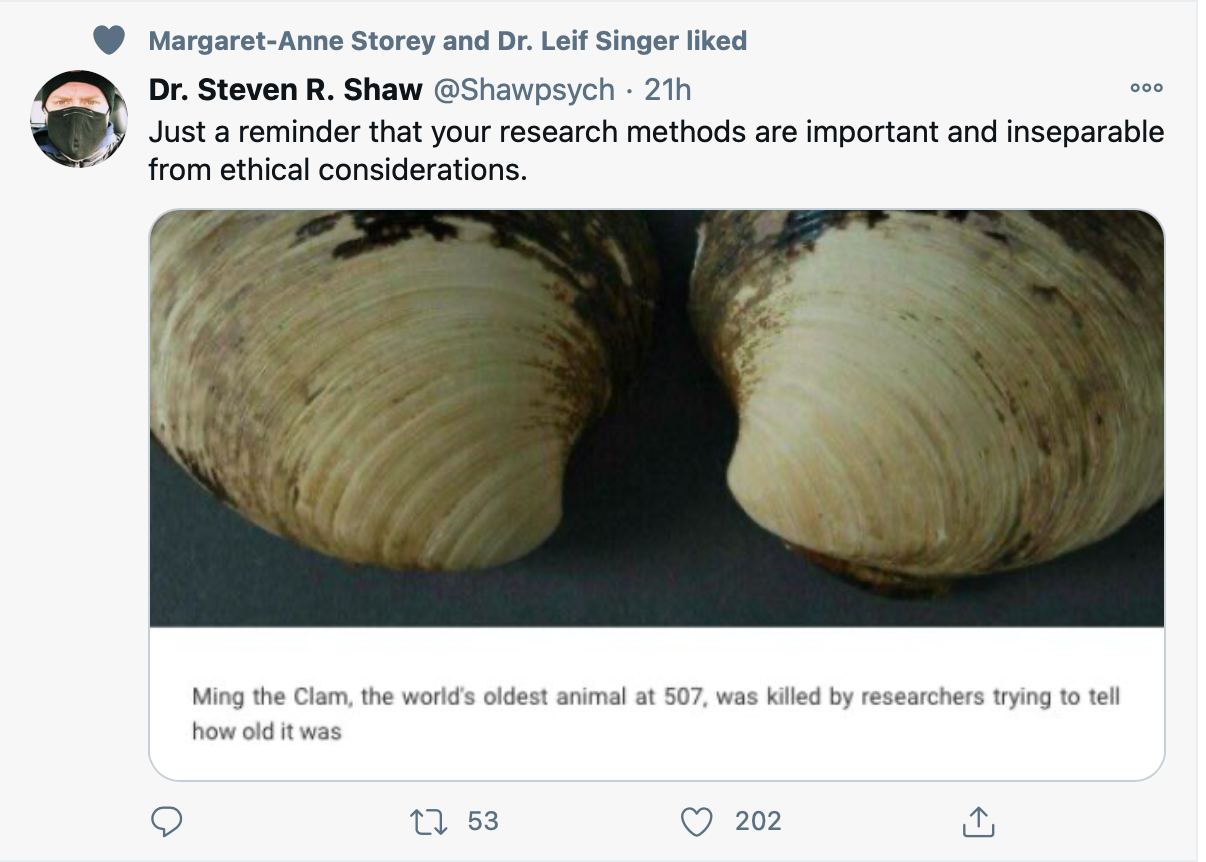 Margaret-Anne Storey and Dr. Leif Singer liked
Dr. Steven R. Shaw @Shawpsych · 21h
Just a reminder that your research methods are important and inseparable
from ethical considerations.
Ming the Clam, the world's oldest animal at 507, was killed by researchers trying to tell
how old it was
53 202